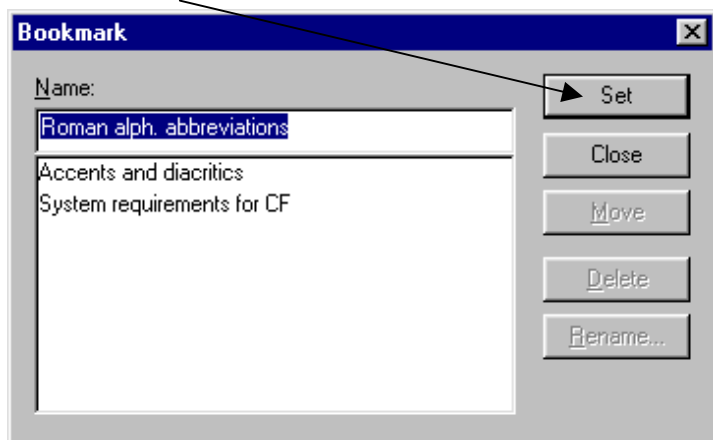 Bookmark
Name:
Roman alph. abbreviations
Accents and diacritics
System requirements for CF
Set
Close
Move
Delete
Rename...